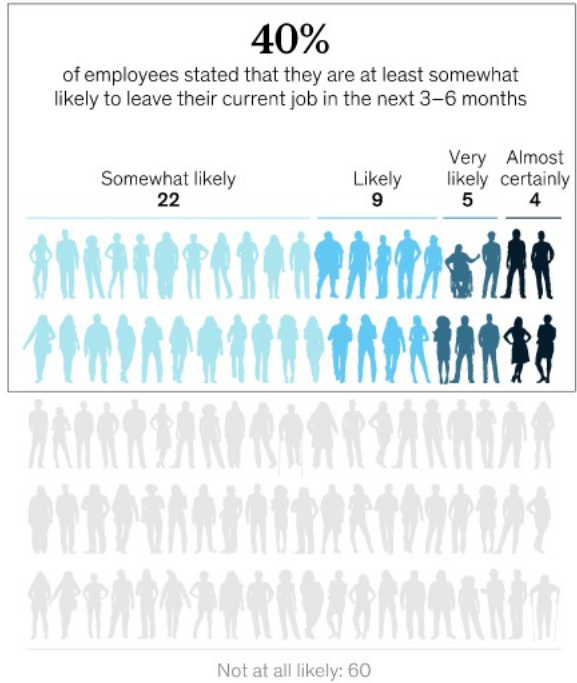 40%
of employees stated that they are at least somewhat
likely to leave their current job in the next 3–6 months
Somewhat likely
22
Likely
9
Very
likely
5
Almost
certainly
4
Not at all likely: 60